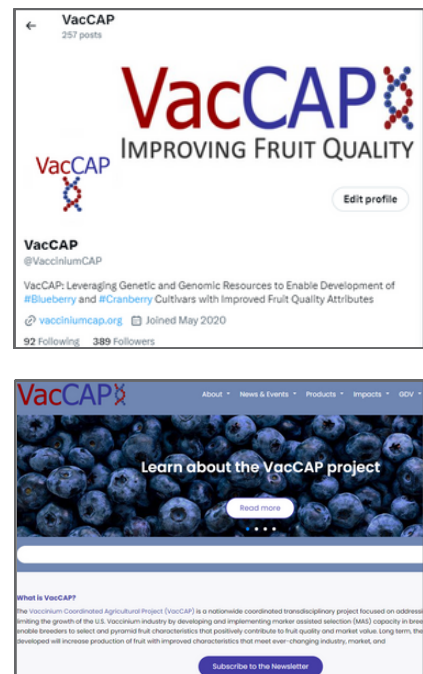 VacCAP
257 posts
VacCAP
IMPROVING FRUIT QUALITY
VacCAP
Edit profile
VacCAP
@VacciniumCAP
VacCAP: Leveraging Genetic and Genomic Resources to Enable Development of
#Blueberry and #Cranberry Cultivars with Improved Fruit Quality Attributes
vacciniumcap.org Joined May 2020
92 Following 389 Followers
VacCAP
About News & Events Products Impacts GDV
Learn about the VacCAP project
Read more
What is VacCAP?
The Vaccinium Coordinated Agricultural Project (VacCAP) is a nationwide coordinated transdisciplinary project focused on addressi
limiting the growth of the U.S. Vaccinium industry by developing and implementing marker assisted selection (MAS) capacity in bree
enable breeders to select and pyramid fruit characteristics that positively contribute to fruit quality and market value. Long term, the
developed will increase production of fruit with improved characteristics that meet ever-changing industry, market, and
Subscribe to the Newsletter